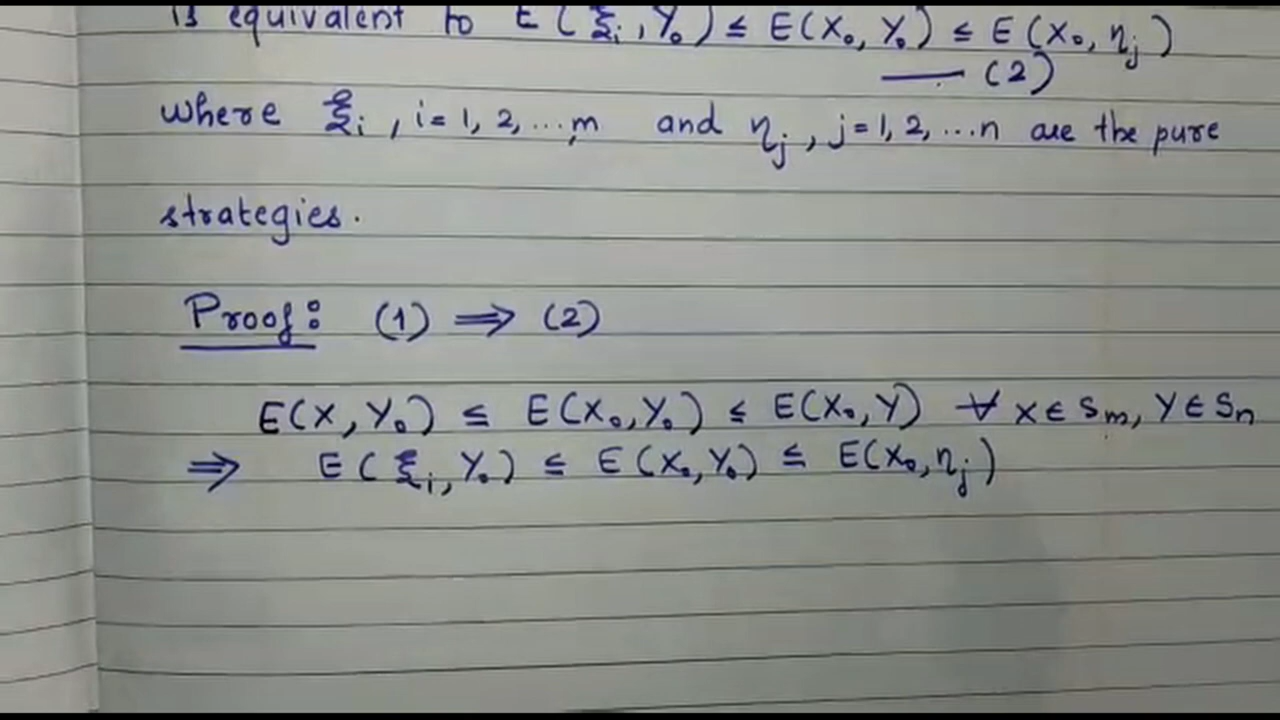 is equivalent to E(ξi, Y₀) ≤ E(X₀, Y₀) ≤ E(X₀, ηj)
—— (2)
where ξi, i=1, 2, ...m and ηj, j=1, 2, ...n are the pure
strategies.
Proof: (1) ⟹ (2)
E(X, Y₀) ≤ E(X₀, Y₀) ≤ E(X₀, Y) ∀ X ∈ Sm, Y ∈ Sn
⟹ E(ξi, Y₀) ≤ E(X₀, Y₀) ≤ E(X₀, ηj)